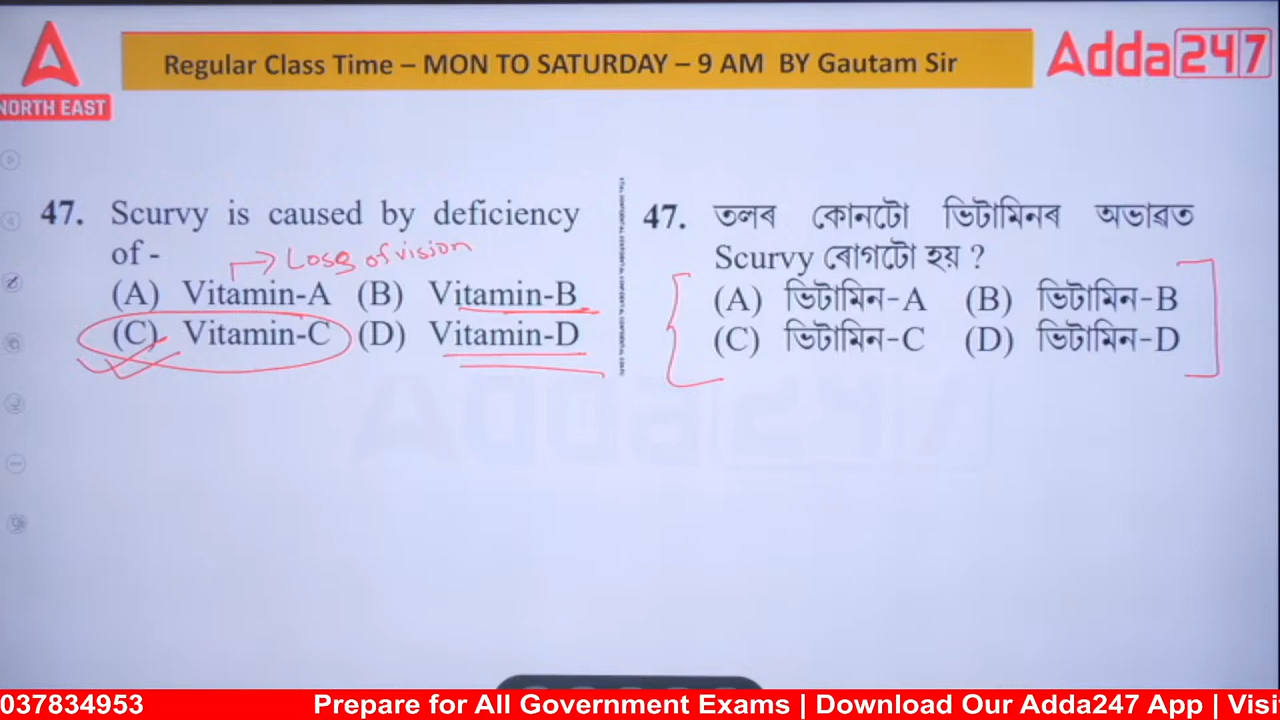 Regular Class Time – MON TO SATURDAY – 9 AM BY Gautam Sir
Adda247
NORTH EAST
47. Scurvy is caused by deficiency
of -
Loss of vision
(A) Vitamin-A (B) Vitamin-B
(C) Vitamin-C (D) Vitamin-D
47. তলৰ কোনটো ভিটামিনৰ অভাৱত
Scurvy ৰোগটো হয় ?
(A) ভিটামিন-A (B) ভিটামিন-B
(C) ভিটামিন-C (D) ভিটামিন-D
Adda247
037834953 Prepare for All Government Exams | Download Our Adda247 App | Visi